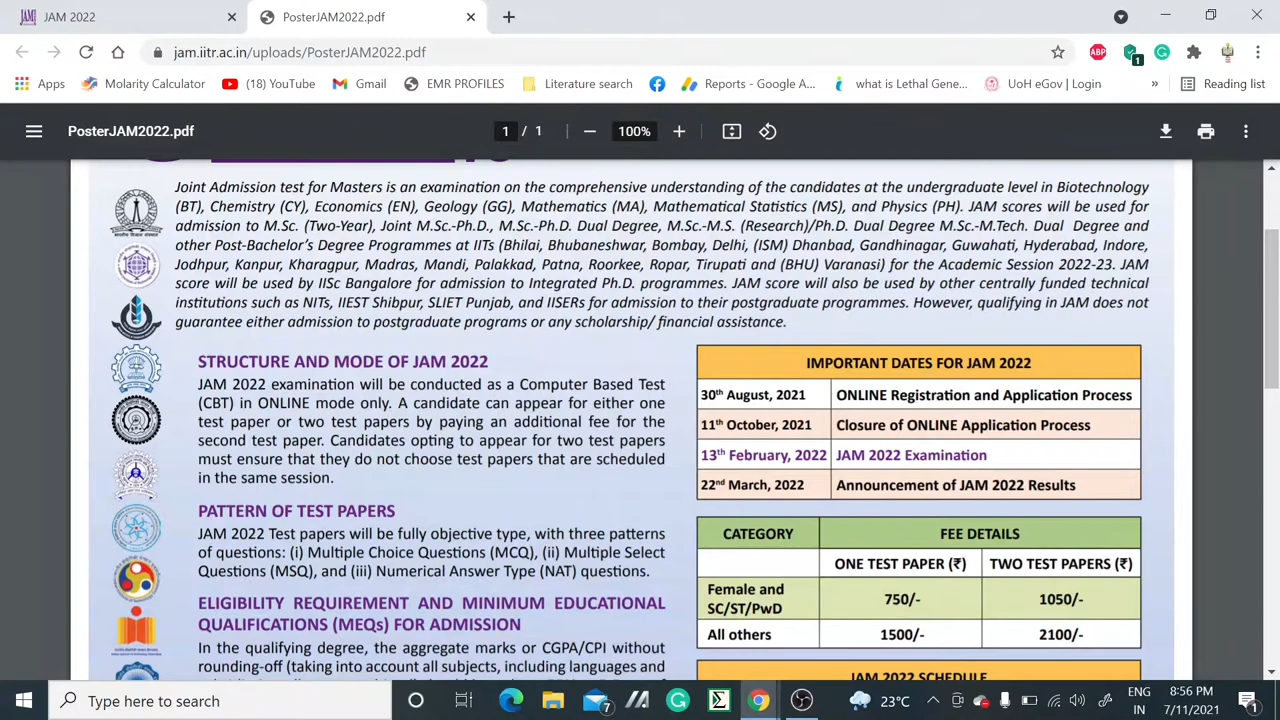 JAM 2022
PosterJAM2022.pdf
jam.iitr.ac.in/uploads/PosterJAM2022.pdf
ABP
1
Apps
Molarity Calculator
(18) YouTube
Gmail
EMR PROFILES
Literature search
Reports - Google A...
what is Lethal Gene...
UoH eGov | Login
»
Reading list
PosterJAM2022.pdf
1 / 1
100%
Joint Admission test for Masters is an examination on the comprehensive understanding of the candidates at the undergraduate level in Biotechnology
(BT), Chemistry (CY), Economics (EN), Geology (GG), Mathematics (MA), Mathematical Statistics (MS), and Physics (PH). JAM scores will be used for
admission to M.Sc. (Two-Year), Joint M.Sc.-Ph.D., M.Sc.-Ph.D. Dual Degree, M.Sc.-M.S. (Research)/Ph.D. Dual Degree M.Sc.-M.Tech. Dual Degree and
other Post-Bachelor's Degree Programmes at IITs (Bhilai, Bhubaneshwar, Bombay, Delhi, (ISM) Dhanbad, Gandhinagar, Guwahati, Hyderabad, Indore,
Jodhpur, Kanpur, Kharagpur, Madras, Mandi, Palakkad, Patna, Roorkee, Ropar, Tirupati and (BHU) Varanasi) for the Academic Session 2022-23. JAM
score will be used by IISc Bangalore for admission to Integrated Ph.D. programmes. JAM score will also be used by other centrally funded technical
institutions such as NITs, IIEST Shibpur, SLIET Punjab, and IISERs for admission to their postgraduate programmes. However, qualifying in JAM does not
guarantee either admission to postgraduate programs or any scholarship/ financial assistance.
STRUCTURE AND MODE OF JAM 2022
JAM 2022 examination will be conducted as a Computer Based Test
(CBT) in ONLINE mode only. A candidate can appear for either one
test paper or two test papers by paying an additional fee for the
second test paper. Candidates opting to appear for two test papers
must ensure that they do not choose test papers that are scheduled
in the same session.
PATTERN OF TEST PAPERS
JAM 2022 Test papers will be fully objective type, with three patterns
of questions: (i) Multiple Choice Questions (MCQ), (ii) Multiple Select
Questions (MSQ), and (iii) Numerical Answer Type (NAT) questions.
ELIGIBILITY REQUIREMENT AND MINIMUM EDUCATIONAL
QUALIFICATIONS (MEQs) FOR ADMISSION
In the qualifying degree, the aggregate marks or CGPA/CPI without
rounding-off (taking into account all subjects, including languages and
IMPORTANT DATES FOR JAM 2022
30th August, 2021 ONLINE Registration and Application Process
11th October, 2021 Closure of ONLINE Application Process
13th February, 2022 JAM 2022 Examination
22nd March, 2022 Announcement of JAM 2022 Results
CATEGORY FEE DETAILS
ONE TEST PAPER (₹) TWO TEST PAPERS (₹)
Female and
SC/ST/PwD 750/- 1050/-
All others 1500/- 2100/-
JAM 2022 SCHEDULE
Type here to search
7
23°C
ENG
IN
8:56 PM
7/11/2021
1